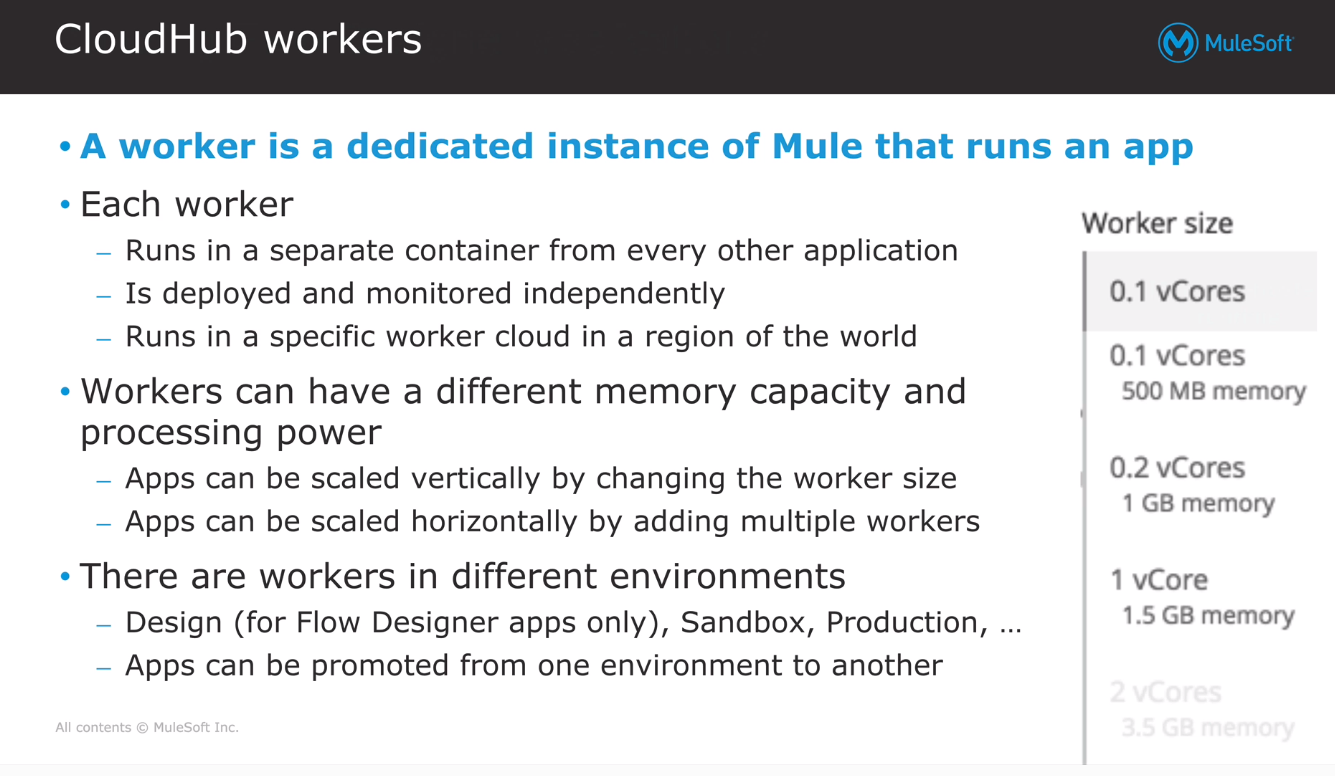 CloudHub workers
MuleSoft
• A worker is a dedicated instance of Mule that runs an app
• Each worker
– Runs in a separate container from every other application
– Is deployed and monitored independently
– Runs in a specific worker cloud in a region of the world
• Workers can have a different memory capacity and
processing power
– Apps can be scaled vertically by changing the worker size
– Apps can be scaled horizontally by adding multiple workers
• There are workers in different environments
– Design (for Flow Designer apps only), Sandbox, Production, …
– Apps can be promoted from one environment to another
Worker size
0.1 vCores
0.1 vCores
500 MB memory
0.2 vCores
1 GB memory
1 vCore
1.5 GB memory
2 vCores
3.5 GB memory
All contents © MuleSoft Inc.